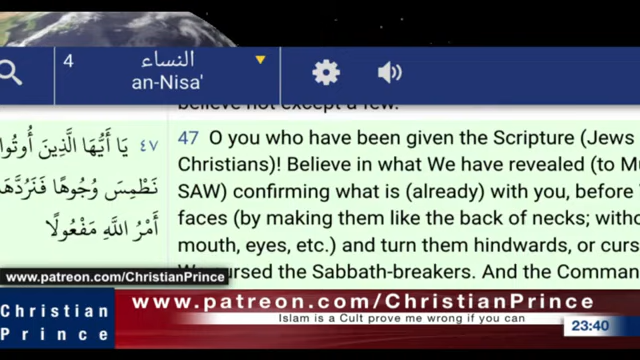 4
النساء
an-Nisa'
believe not except a few.
47 O you who have been given the Scripture (Jews
Christians)! Believe in what We have revealed (to
SAW) confirming what is (already) with you, before
faces (by making them like the back of necks;
mouth, eyes, etc.) and turn them hindwards, or
We cursed the Sabbath-breakers. And the
٤٧ يَا أَيُّهَا الَّذِينَ أُوتُوا
نَطْمِسَ وُجُوهًا فَنَرُدَّهَا
أَمْرُ اللَّهِ مَفْعُولًا
www.patreon.com/ChristianPrince
Christian
Prince
www.patreon.com/ChristianPrince
Islam is a Cult prove me wrong if you can
23:40